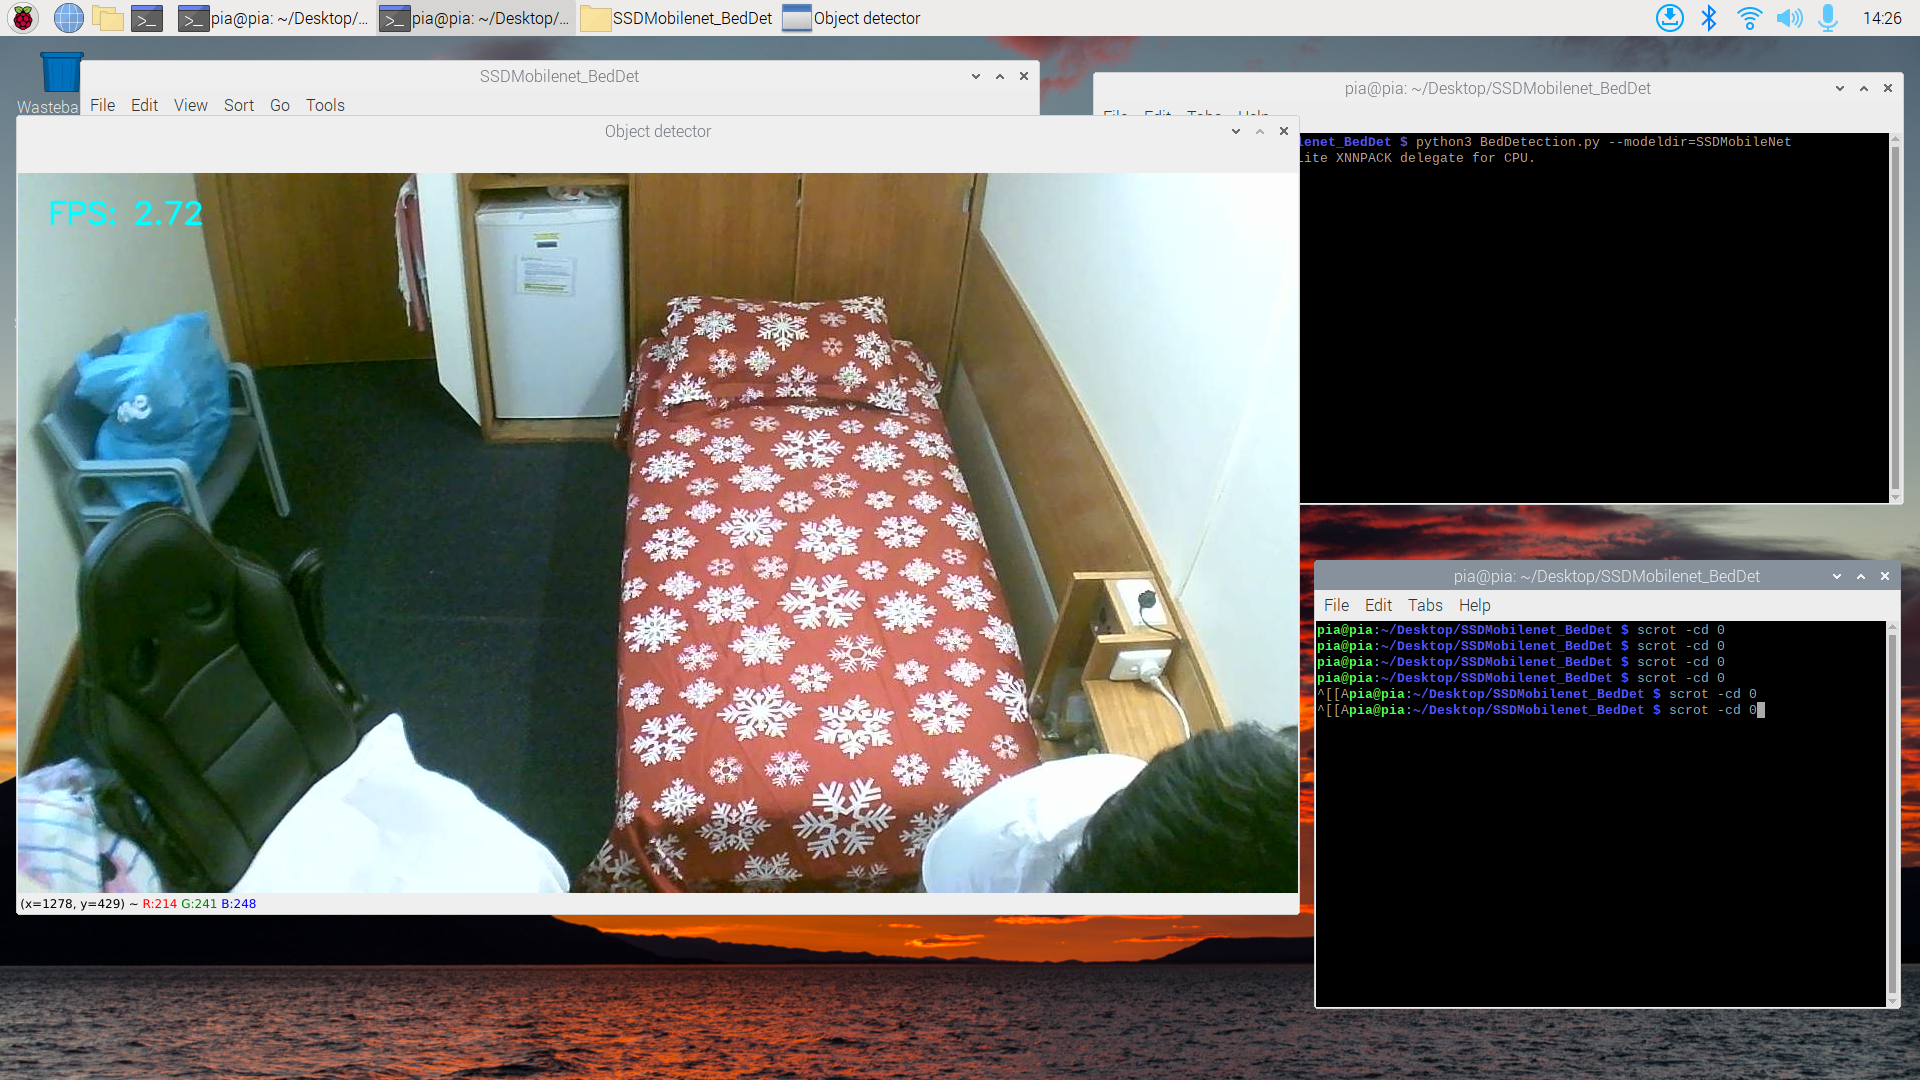 pia@pia: ~/Desktop/...
pia@pia: ~/Desktop/...
SSDMobilenet_BedDet
Object detector
14:26
Wasteba
SSDMobilenet_BedDet
File Edit View Sort Go Tools
pia@pia: ~/Desktop/SSDMobilenet_BedDet
File Edit Tabs Help
lenet_BedDet $ python3 BedDetection.py --modeldir=SSDMobileNet
ite XNNPACK delegate for CPU.
Object detector
FPS: 2.72
(x=1278, y=429) ~ R:214 G:241 B:248
pia@pia: ~/Desktop/SSDMobilenet_BedDet
File Edit Tabs Help
pia@pia:~/Desktop/SSDMobilenet_BedDet $ scrot -cd 0
pia@pia:~/Desktop/SSDMobilenet_BedDet $ scrot -cd 0
pia@pia:~/Desktop/SSDMobilenet_BedDet $ scrot -cd 0
pia@pia:~/Desktop/SSDMobilenet_BedDet $ scrot -cd 0
^[[Apia@pia:~/Desktop/SSDMobilenet_BedDet $ scrot -cd 0
^[[Apia@pia:~/Desktop/SSDMobilenet_BedDet $ scrot -cd 0